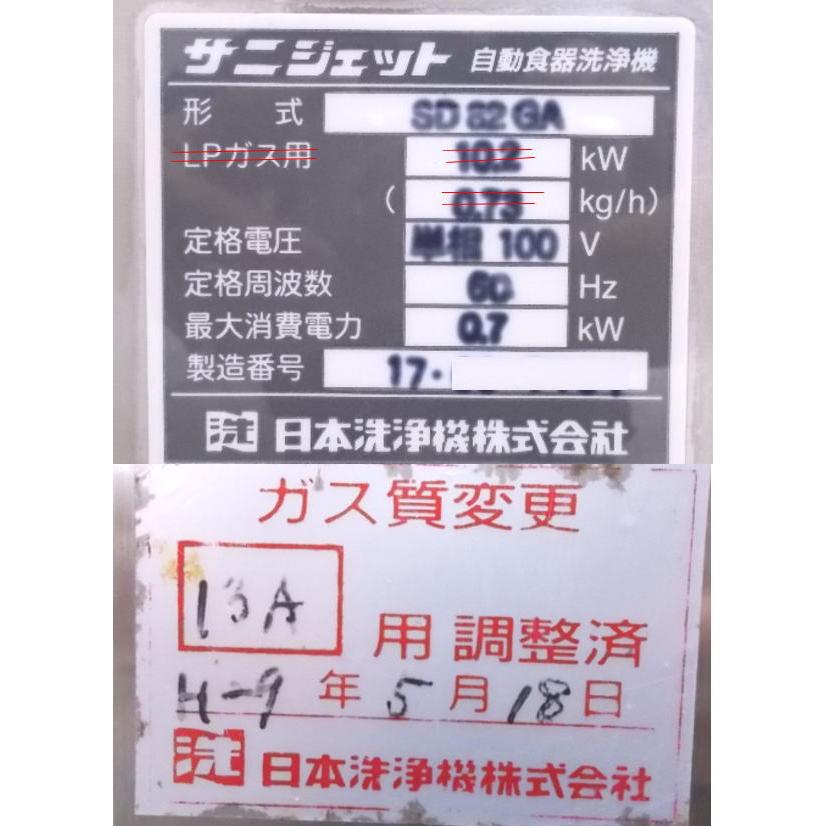 サニジェット 自動食器洗浄機
形 式 SD 82 GA
LPガス用 10.2 kW
( 0.73 kg/h)
定格電圧 単相 100 V
定格周波数 60 Hz
最大消費電力 0.7 kW
製造番号 17・
日本洗浄機株式会社
ガス質変更
13A 用 調整済
H-9 年 5 月 18 日
日本洗浄機株式会社